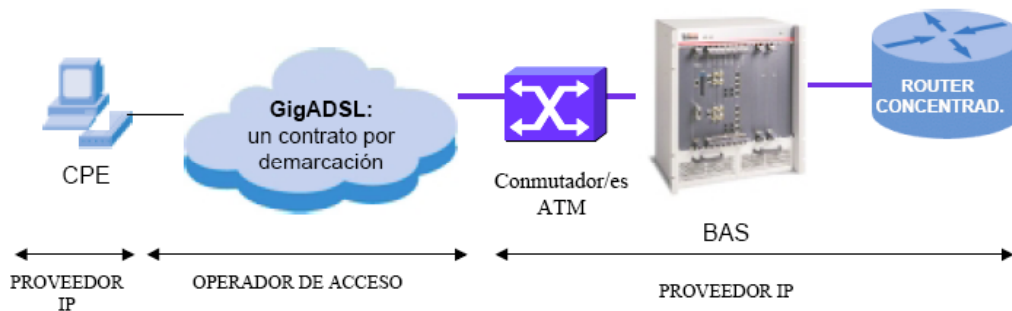 GigADSL:
un contrato por
demarcación
CPE
Conmutador/es
ATM
BAS
ROUTER
CONCENTRAD.
PROVEEDOR
IP
OPERADOR DE ACCESO
PROVEEDOR IP